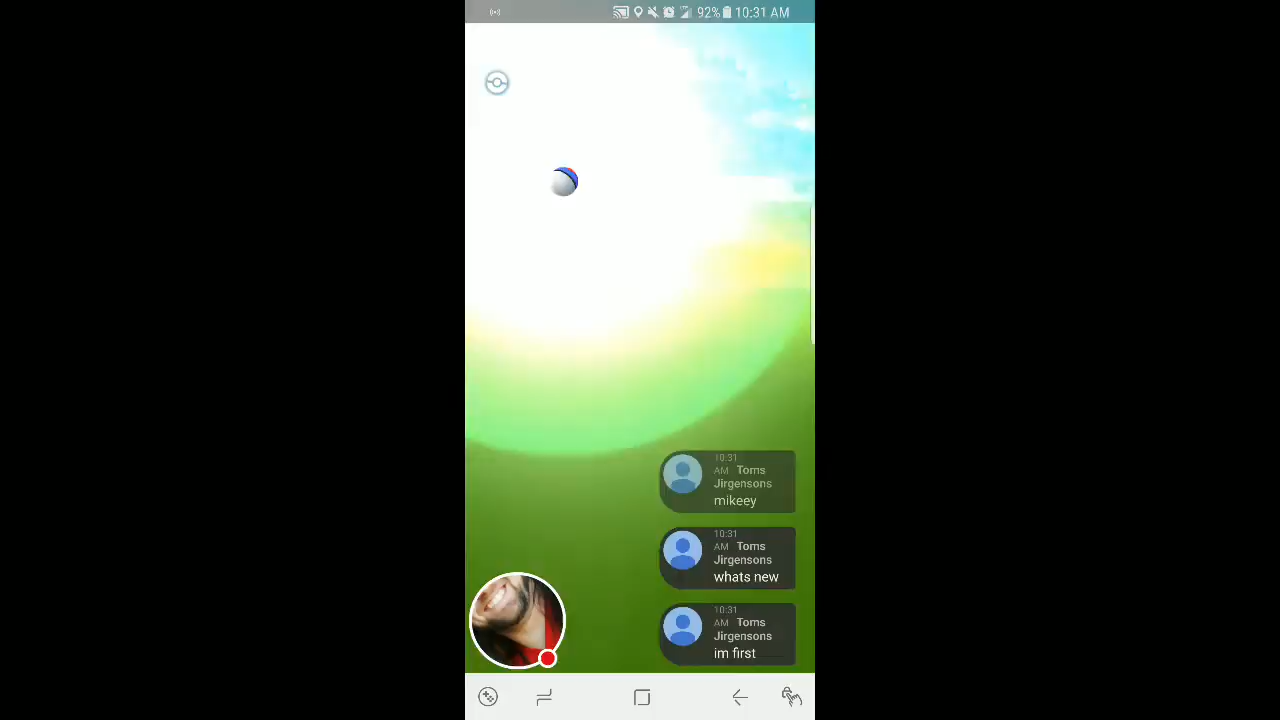 92% 10:31 AM
10:31
AM Toms
Jirgensons
mikeey
10:31
AM Toms
Jirgensons
whats new
10:31
AM Toms
Jirgensons
im first